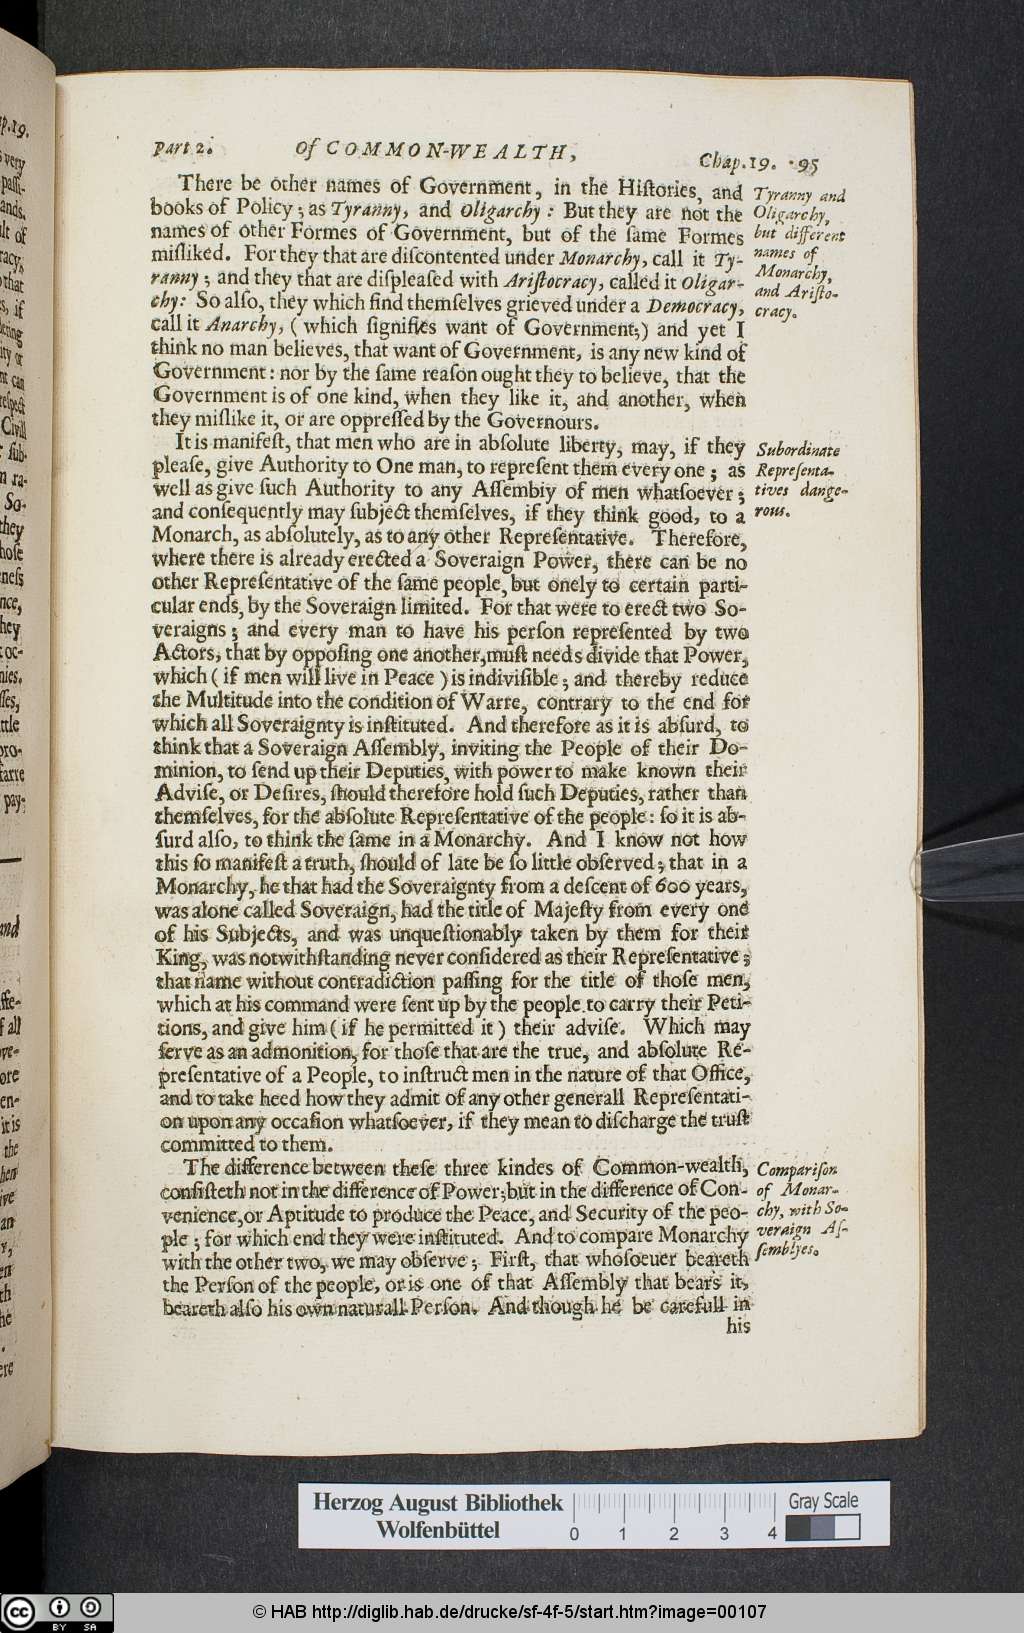 Part 2. Of COMMON-WEALTH, Chap. 19. 95
There be other names of Government, in the Hiſtories, and
books of Policy; as Tyranny, and Oligarchy: But they are not the
names of other Formes of Government, but of the ſame Formes
miſliked. For they that are diſcontented under Monarchy, call it Ty-
ranny; and they that are diſpleaſed with Ariſtocracy, called it Oligar-
chy: So alſo, they which find themſelves grieved under a Democracy,
call it Anarchy, (which ſignifies want of Government;) and yet I
think no man believes, that want of Government, is any new kind of
Government: nor by the ſame reaſon ought they to believe, that the
Government is of one kind, when they like it, and another, when
they miſlike it, or are oppreſſed by the Governours.
Tyranny and
Oligarchy,
but different
names of
Monarchy,
and Ariſto-
cracy.
It is manifeſt, that men who are in abſolute liberty, may, if they
pleaſe, give Authority to One man, to repreſent them every one; as
well as give ſuch Authority to any Aſſembiy of men whatſoever;
and conſequently may ſubject themſelves, if they think good, to a
Monarch, as abſolutely, as to any other Repreſentative. Therefore,
where there is already erected a Soveraign Power, there can be no
other Repreſentative of the ſame people, but onely to certain parti-
cular ends, by the Soveraign limited. For that were to erect two So-
veraigns; and every man to have his perſon repreſented by two
Actors, that by oppoſing one another, muſt needs divide that Power,
which (if men will live in Peace) is indiviſible; and thereby reduce
the Multitude into the condition of Warre, contrary to the end for
which all Soveraignty is inſtituted. And therefore as it is abſurd, to
think that a Soveraign Aſſembly, inviting the People of their Do-
minion, to ſend up their Deputies, with power to make known their
Adviſe, or Deſires, ſhould therefore hold ſuch Deputies, rather than
themſelves, for the abſolute Repreſentative of the people: ſo it is ab-
ſurd alſo, to think the ſame in a Monarchy. And I know not how
this ſo manifeſt a truth, ſhould of late be ſo little obſerved; that in a
Monarchy, he that had the Soveraignty from a deſcent of 600 years,
was alone called Soveraign, had the title of Majeſty from every one
of his Subjects, and was unqueſtionably taken by them for their
King, was notwithſtanding never conſidered as their Repreſentative;
that name without contradiction paſſing for the title of thoſe men,
which at his command were ſent up by the people to carry their Peti-
tions, and give him (if he permitted it) their adviſe. Which may
ſerve as an admonition, for thoſe that are the true, and abſolute Re-
preſentative of a People, to inſtruct men in the nature of that Office,
and to take heed how they admit of any other generall Repreſentati-
on upon any occaſion whatſoever, if they mean to diſcharge the truſt
committed to them.
Subordinate
Repreſenta-
tives dange-
rous.
The difference between theſe three kindes of Common-wealth,
conſiſteth not in the difference of Power; but in the difference of Con-
venience, or Aptitude to produce the Peace, and Security of the peo-
ple; for which end they were inſtituted. And to compare Monarchy
with the other two, we may obſerve; Firſt, that whoſoeuer beareth
the Perſon of the people, or is one of that Aſſembly that bears it,
beareth alſo his own naturall Perſon. And though he be carefull in
his
Compariſon
of Monar-
chy, with So-
veraign Aſ-
ſemblyes.
Herzog August Bibliothek
Wolfenbüttel
0 1 2 3 4
Gray Scale
cc BY SA
© HAB http://diglib.hab.de/drucke/sf-4f-5/start.htm?image=00107